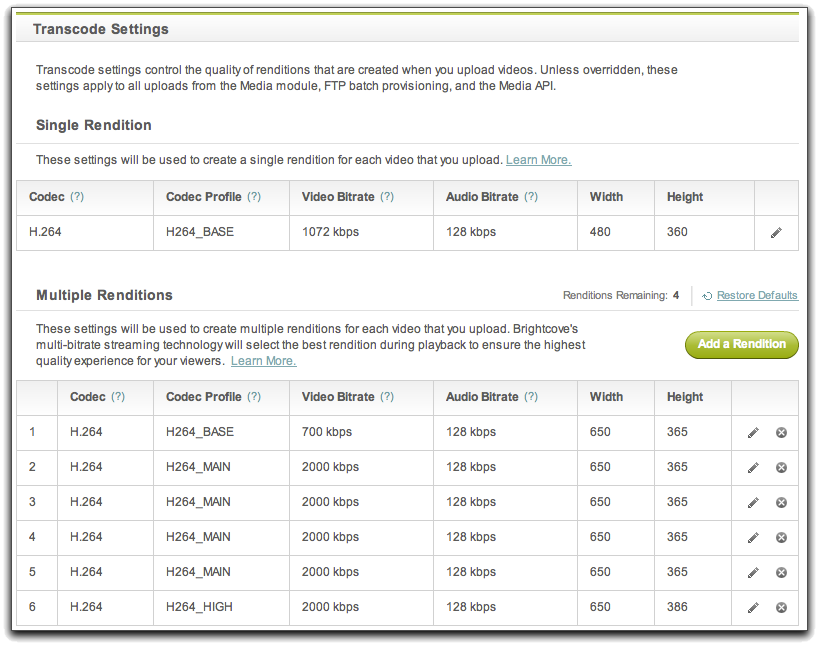 Transcode Settings
Transcode settings control the quality of renditions that are created when you upload videos. Unless overridden, these
settings apply to all uploads from the Media module, FTP batch provisioning, and the Media API.
Single Rendition
These settings will be used to create a single rendition for each video that you upload. Learn More.
Codec (?) Codec Profile (?) Video Bitrate (?) Audio Bitrate (?) Width Height
H.264 H264_BASE 1072 kbps 128 kbps 480 360
Multiple Renditions Renditions Remaining: 4 Restore Defaults
These settings will be used to create multiple renditions for each video that you upload. Brightcove's
multi-bitrate streaming technology will select the best rendition during playback to ensure the highest
quality experience for your viewers. Learn More.
Add a Rendition
Codec (?) Codec Profile (?) Video Bitrate (?) Audio Bitrate (?) Width Height
1 H.264 H264_BASE 700 kbps 128 kbps 650 365
2 H.264 H264_MAIN 2000 kbps 128 kbps 650 365
3 H.264 H264_MAIN 2000 kbps 128 kbps 650 365
4 H.264 H264_MAIN 2000 kbps 128 kbps 650 365
5 H.264 H264_MAIN 2000 kbps 128 kbps 650 365
6 H.264 H264_HIGH 2000 kbps 128 kbps 650 386